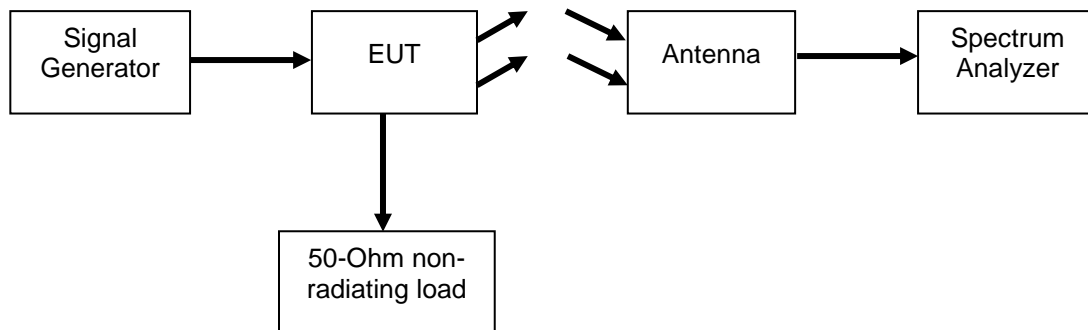 Signal
Generator
EUT
Antenna
Spectrum
Analyzer
50-Ohm non-
radiating load